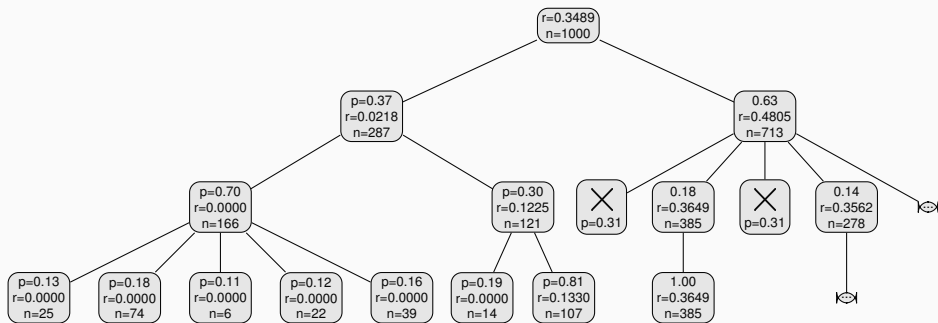 r=0.3489
n=1000
p=0.37
r=0.0218
n=287
0.63
r=0.4805
n=713
p=0.70
r=0.0000
n=166
p=0.30
r=0.1225
n=121
p=0.31
0.18
r=0.3649
n=385
p=0.31
0.14
r=0.3562
n=278
p=0.13
r=0.0000
n=25
p=0.18
r=0.0000
n=74
p=0.11
r=0.0000
n=6
p=0.12
r=0.0000
n=22
p=0.16
r=0.0000
n=39
p=0.19
r=0.0000
n=14
p=0.81
r=0.1330
n=107
1.00
r=0.3649
n=385